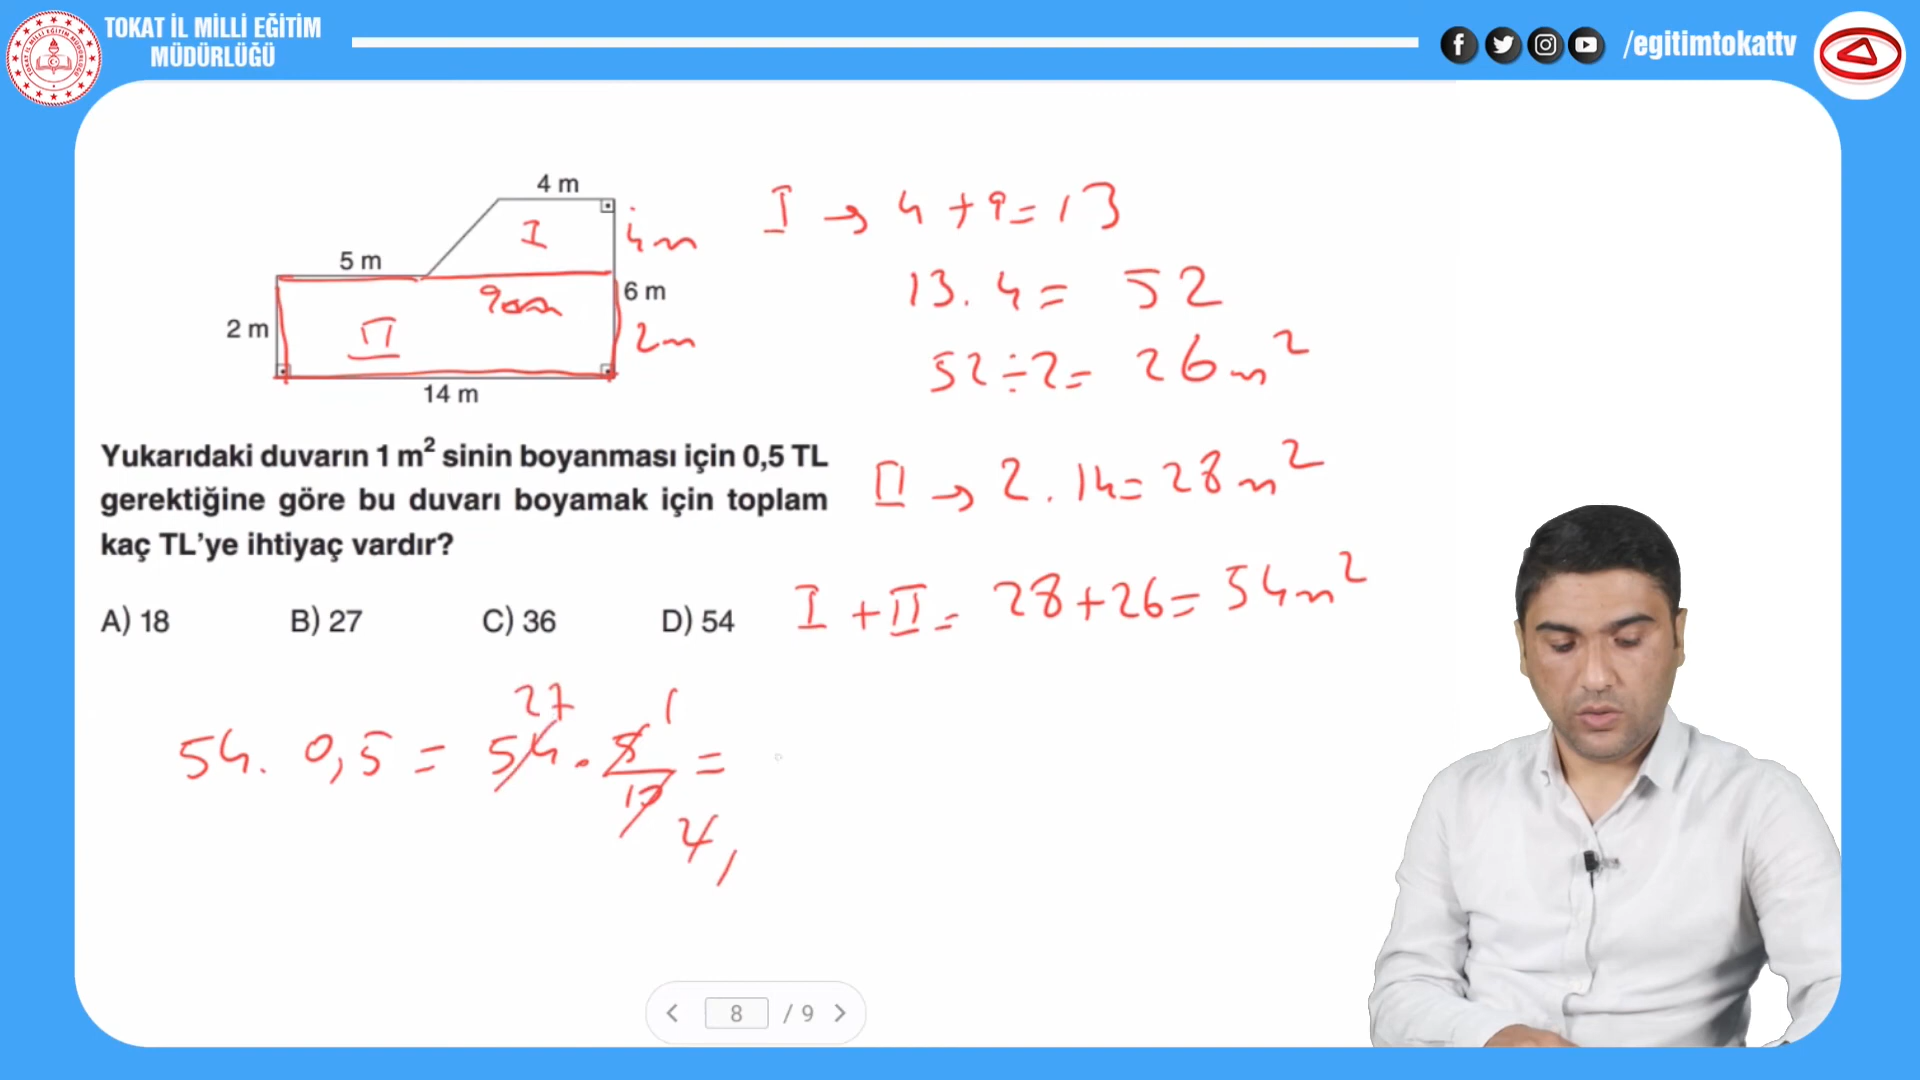 TOKAT İL MİLLİ EĞİTİM
MÜDÜRLÜĞÜ
/egitimtokattv
4 m
I
4m
5 m
6 m
9m
2 m
II
2m
14 m
I → 4 + 9 = 13
13 . 4 = 52
52 ÷ 2 = 26 m²
II → 2 . 14 = 28 m²
I + II = 28 + 26 = 54 m²
Yukarıdaki duvarın 1 m² sinin boyanması için 0,5 TL
gerektiğine göre bu duvarı boyamak için toplam
kaç TL'ye ihtiyaç vardır?
A) 18 B) 27 C) 36 D) 54
27 1
54 . 0,5 = 54 . 5/10 =
2
8 / 9